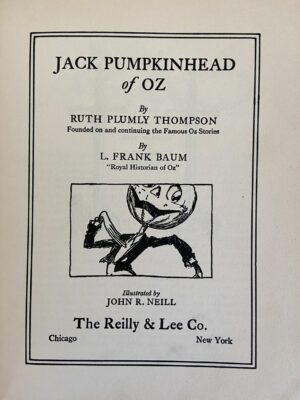 JACK PUMPKINHEAD
of OZ
By
RUTH PLUMLY THOMPSON
Founded on and continuing the Famous Oz Stories
By
L. FRANK BAUM
"Royal Historian of Oz"
Illustrated by
JOHN R. NEILL
The Reilly & Lee Co.
Chicago New York